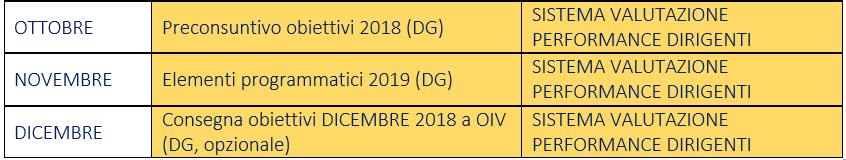 OTTOBRE
Preconsuntivo obiettivi 2018 (DG)
SISTEMA VALUTAZIONE
PERFORMANCE DIRIGENTI
NOVEMBRE
Elementi programmatici 2019 (DG)
SISTEMA VALUTAZIONE
PERFORMANCE DIRIGENTI
DICEMBRE
Consegna obiettivi DICEMBRE 2018 a OIV
(DG, opzionale)
SISTEMA VALUTAZIONE
PERFORMANCE DIRIGENTI